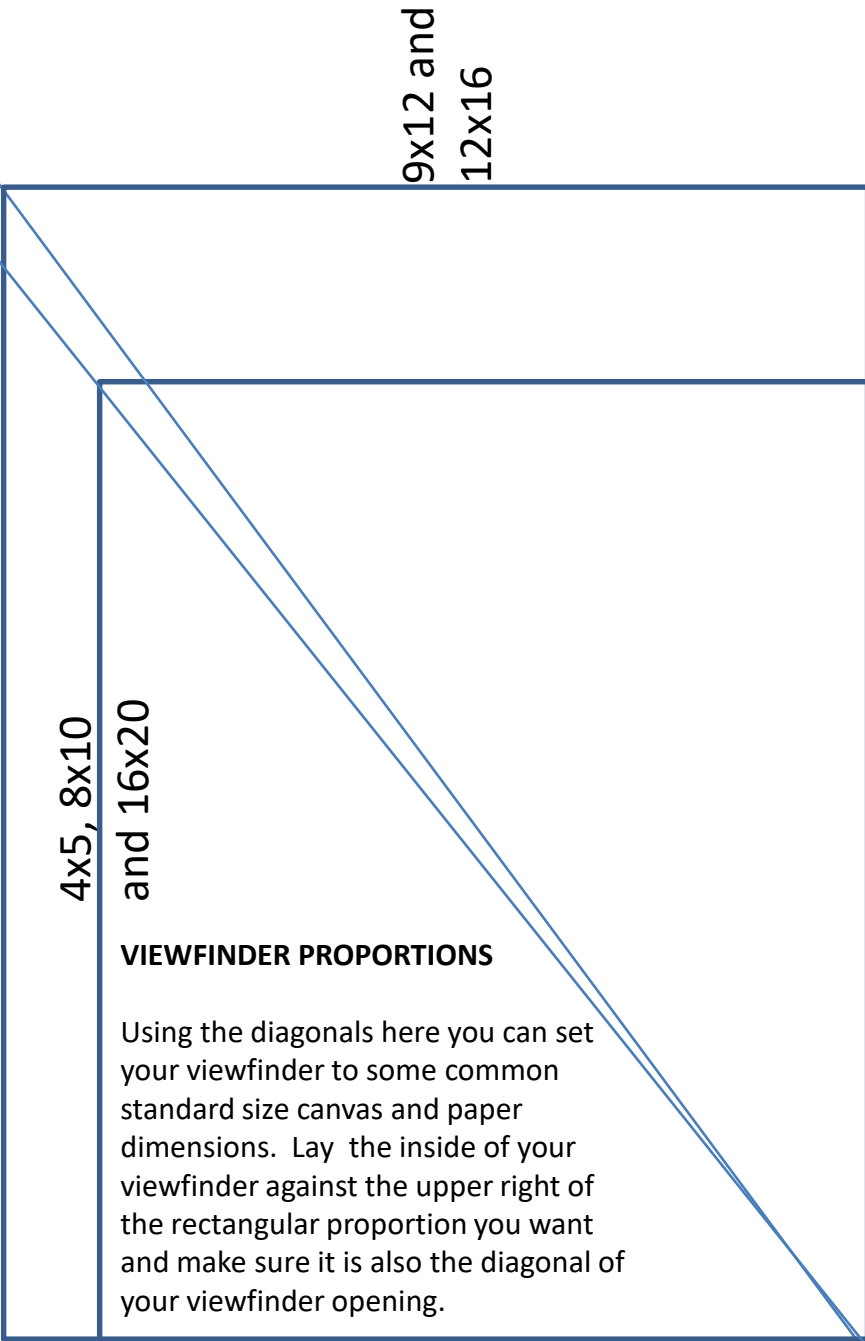 9x12 and
12x16
4x5, 8x10
and 16x20
VIEWFINDER PROPORTIONS
Using the diagonals here you can set
your viewfinder to some common
standard size canvas and paper
dimensions.  Lay  the inside of your
viewfinder against the upper right of
the rectangular proportion you want
and make sure it is also the diagonal of
your viewfinder opening.